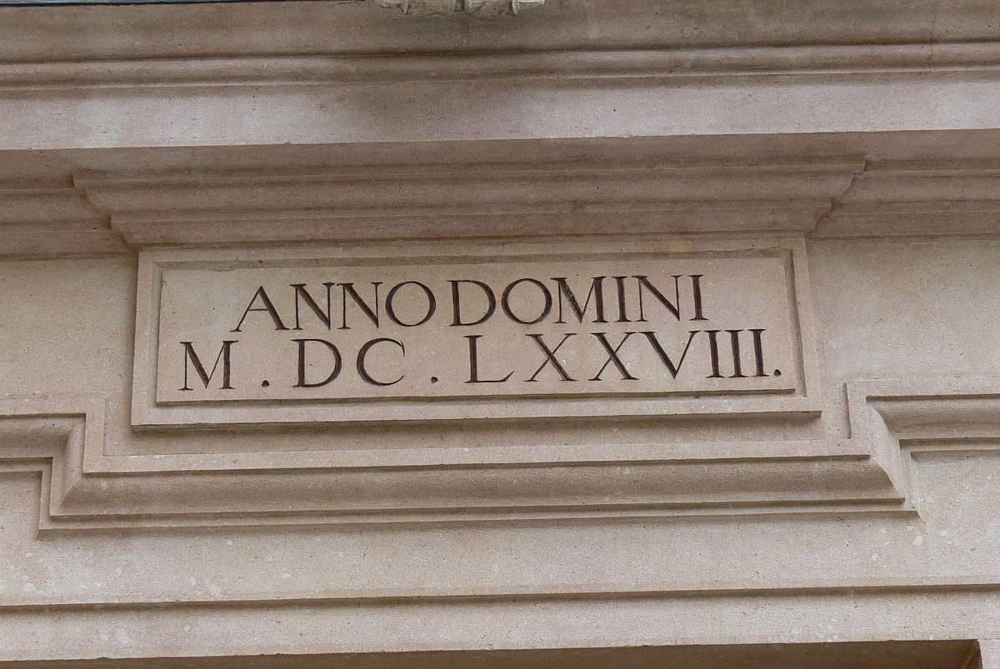 ANNO DOMINI
M . DC . LXXVIII.